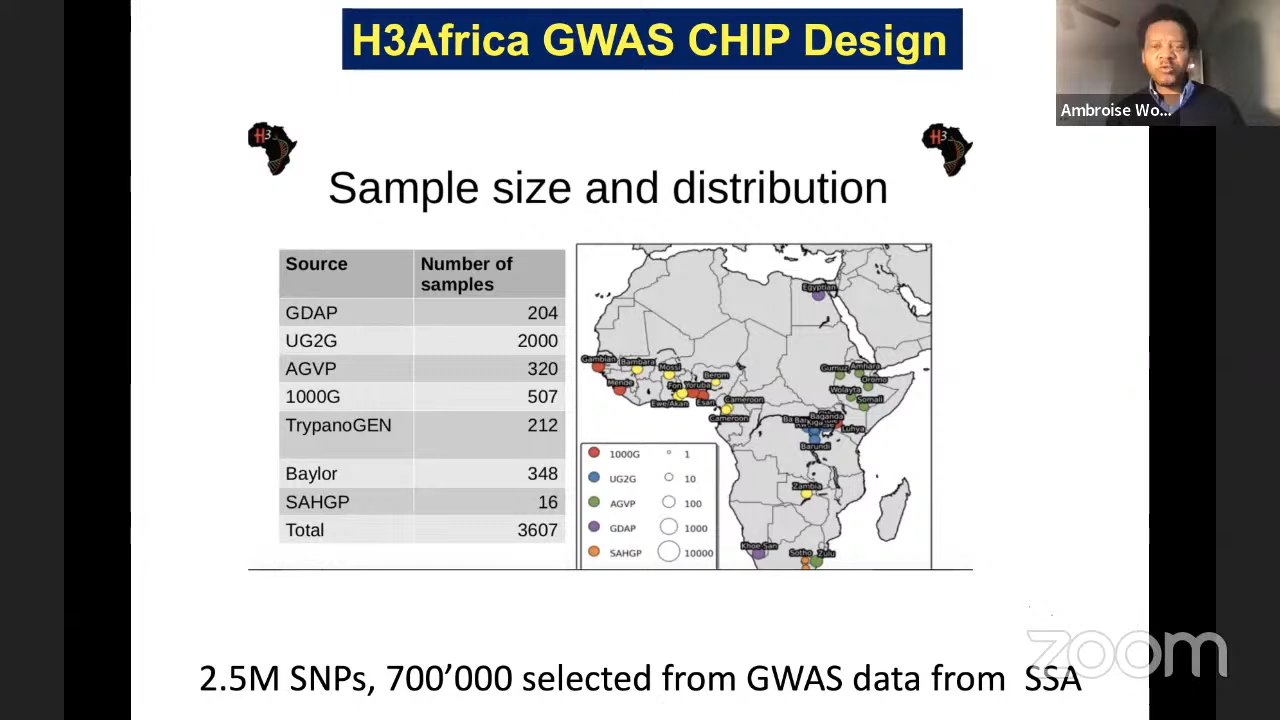 H3Africa GWAS CHIP Design
Ambroise Wo...
H3
H3
Sample size and distribution
Source Number of samples
GDAP 204
UG2G 2000
AGVP 320
1000G 507
TrypanoGEN 212
Baylor 348
SAHGP 16
Total 3607
Egyptian
Gambian
Bambara
Mossi
Berom
Mende
Fon
Yoruba
Ewe/Akan
Esan
Cameroon
Cameroon
Gumuz
Amhara
Oromo
Wolayta
Somali
Baganda
Luhya
Barundi
Zambia
Khoe-San
Sotho
Zulu
1000G 1
UG2G 10
AGVP 100
GDAP 1000
SAHGP 10000
zoom
2.5M SNPs, 700’000 selected from GWAS data from SSA